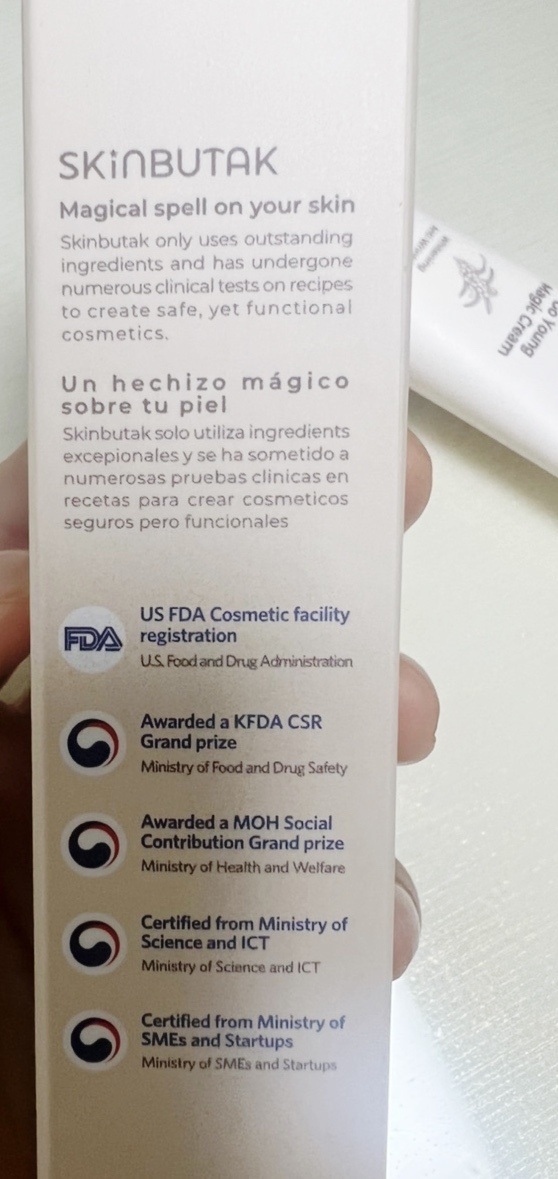 SKinBUTAK
Magical spell on your skin
Skinbutak only uses outstanding
ingredients and has undergone
numerous clinical tests on recipes
to create safe, yet functional
cosmetics.
Un hechizo mágico
sobre tu piel
Skinbutak solo utiliza ingredients
excepionales y se ha sometido a
numerosas pruebas clinicas en
recetas para crear cosmeticos
seguros pero funcionales
FDA
US FDA Cosmetic facility
registration
U.S. Food and Drug Administration
Awarded a KFDA CSR
Grand prize
Ministry of Food and Drug Safety
Awarded a MOH Social
Contribution Grand prize
Ministry of Health and Welfare
Certified from Ministry of
Science and ICT
Ministry of Science and ICT
Certified from Ministry of
SMEs and Startups
Ministry of SMEs and Startups
Young
Magic Cream
Whitening